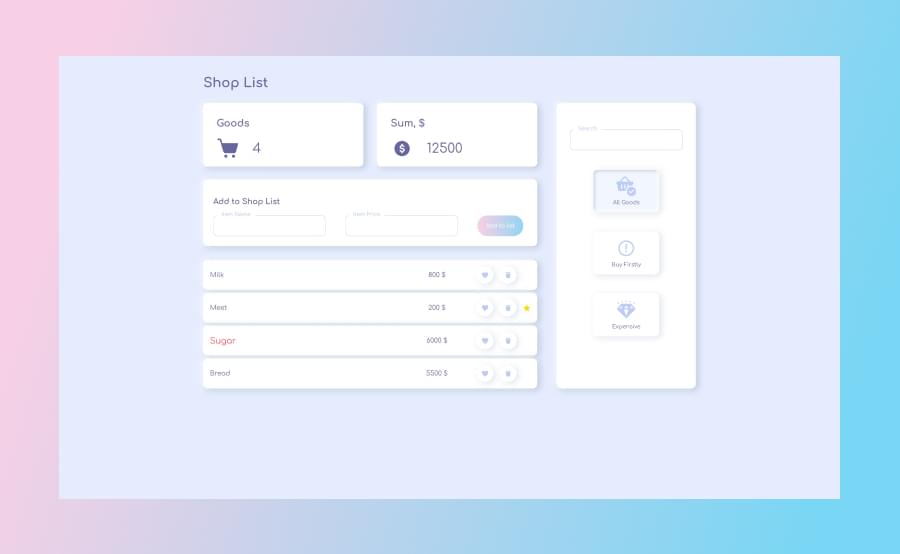 Shop List
Goods
4
Sum, $
12500
Search
All Goods
Buy Firstly
Expensive
Add to Shop List
Item Name
Item Price
Add to list
Milk 800 $
Meet 200 $
Sugar 6000 $
Bread 5500 $